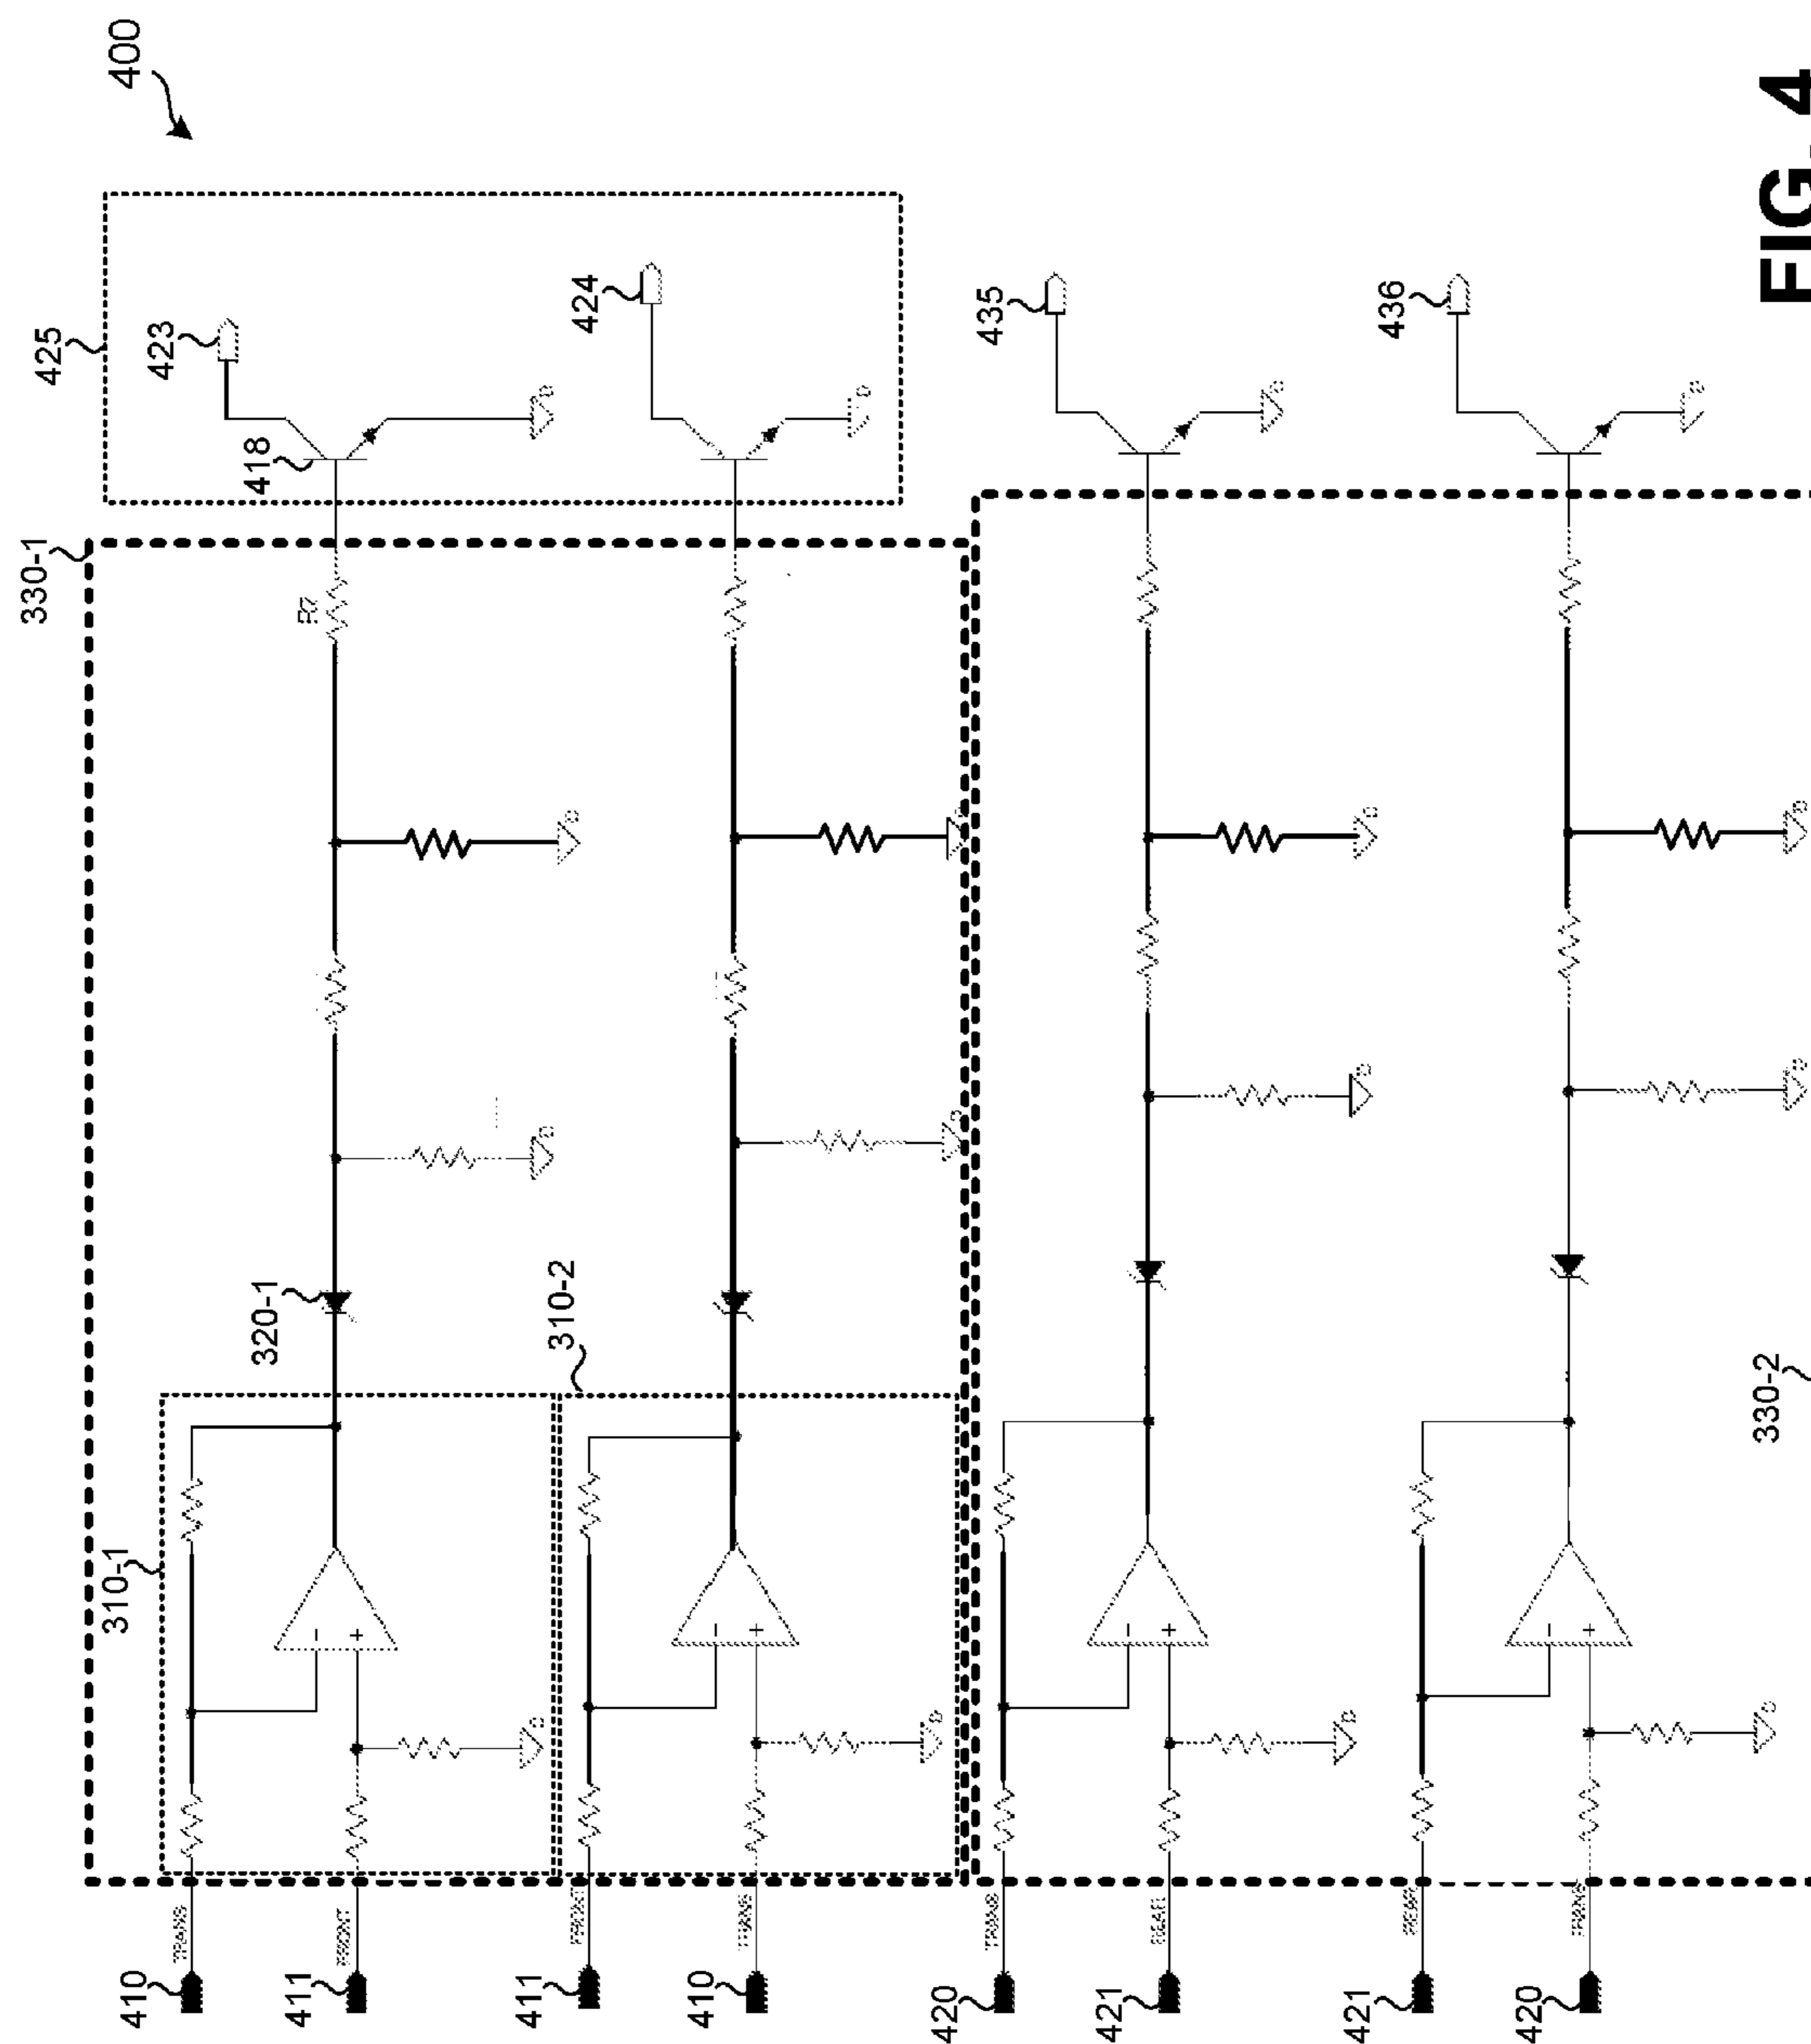 400
425
423
418
424
435
436
330-1
R7
320-1
310-2
310-1
-
+
-
+
-
+
-
+
330-2
TRANS
FRONT
FRONT
TRANS
TRANS
REAR
REAR
TRANS
410
411
411
410
420
421
421
420
FIG. 4